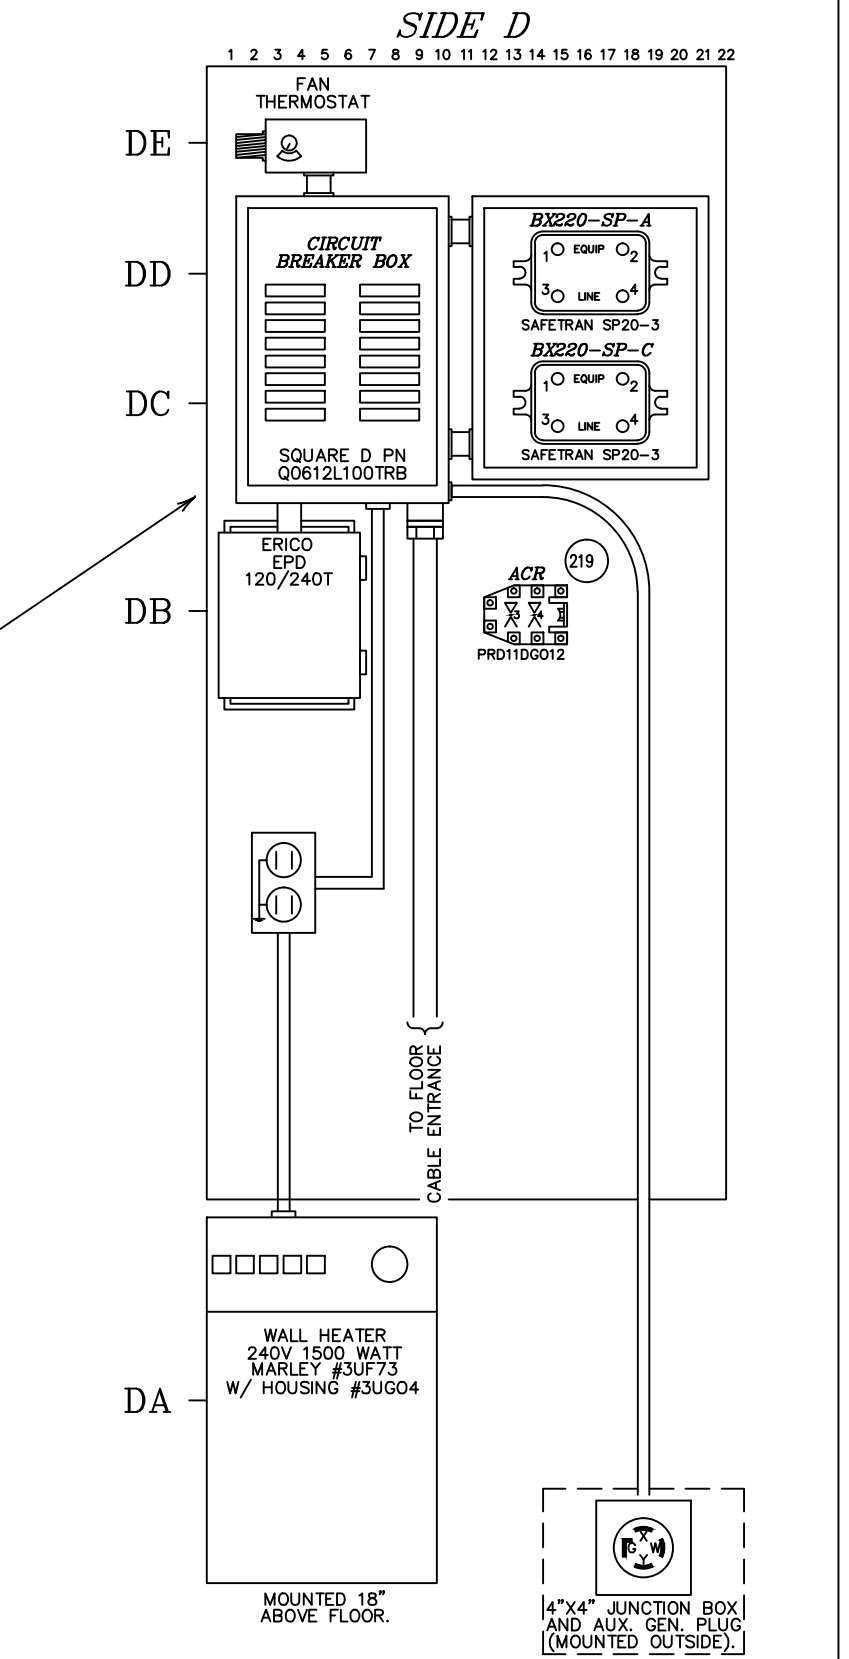 SIDE D
1 2 3 4 5 6 7 8 9 10 11 12 13 14 15 16 17 18 19 20 21 22
FAN
THERMOSTAT
DE
CIRCUIT
BREAKER BOX
BX220-SP-A
1 EQUIP 2
3 LINE 4
SAFETRAN SP20-3
DD
BX220-SP-C
1 EQUIP 2
3 LINE 4
SAFETRAN SP20-3
DC
SQUARE D PN
QO612L100TRB
ERICO
EPD
120/240T
DB
219
ACR
3 4
PRD11DGO12
TO FLOOR
CABLE ENTRANCE
WALL HEATER
240V 1500 WATT
MARLEY #3UF73
W/ HOUSING #3UGO4
DA
MOUNTED 18"
ABOVE FLOOR.
X
G W
Y
4"X4" JUNCTION BOX
AND AUX. GEN. PLUG
(MOUNTED OUTSIDE).